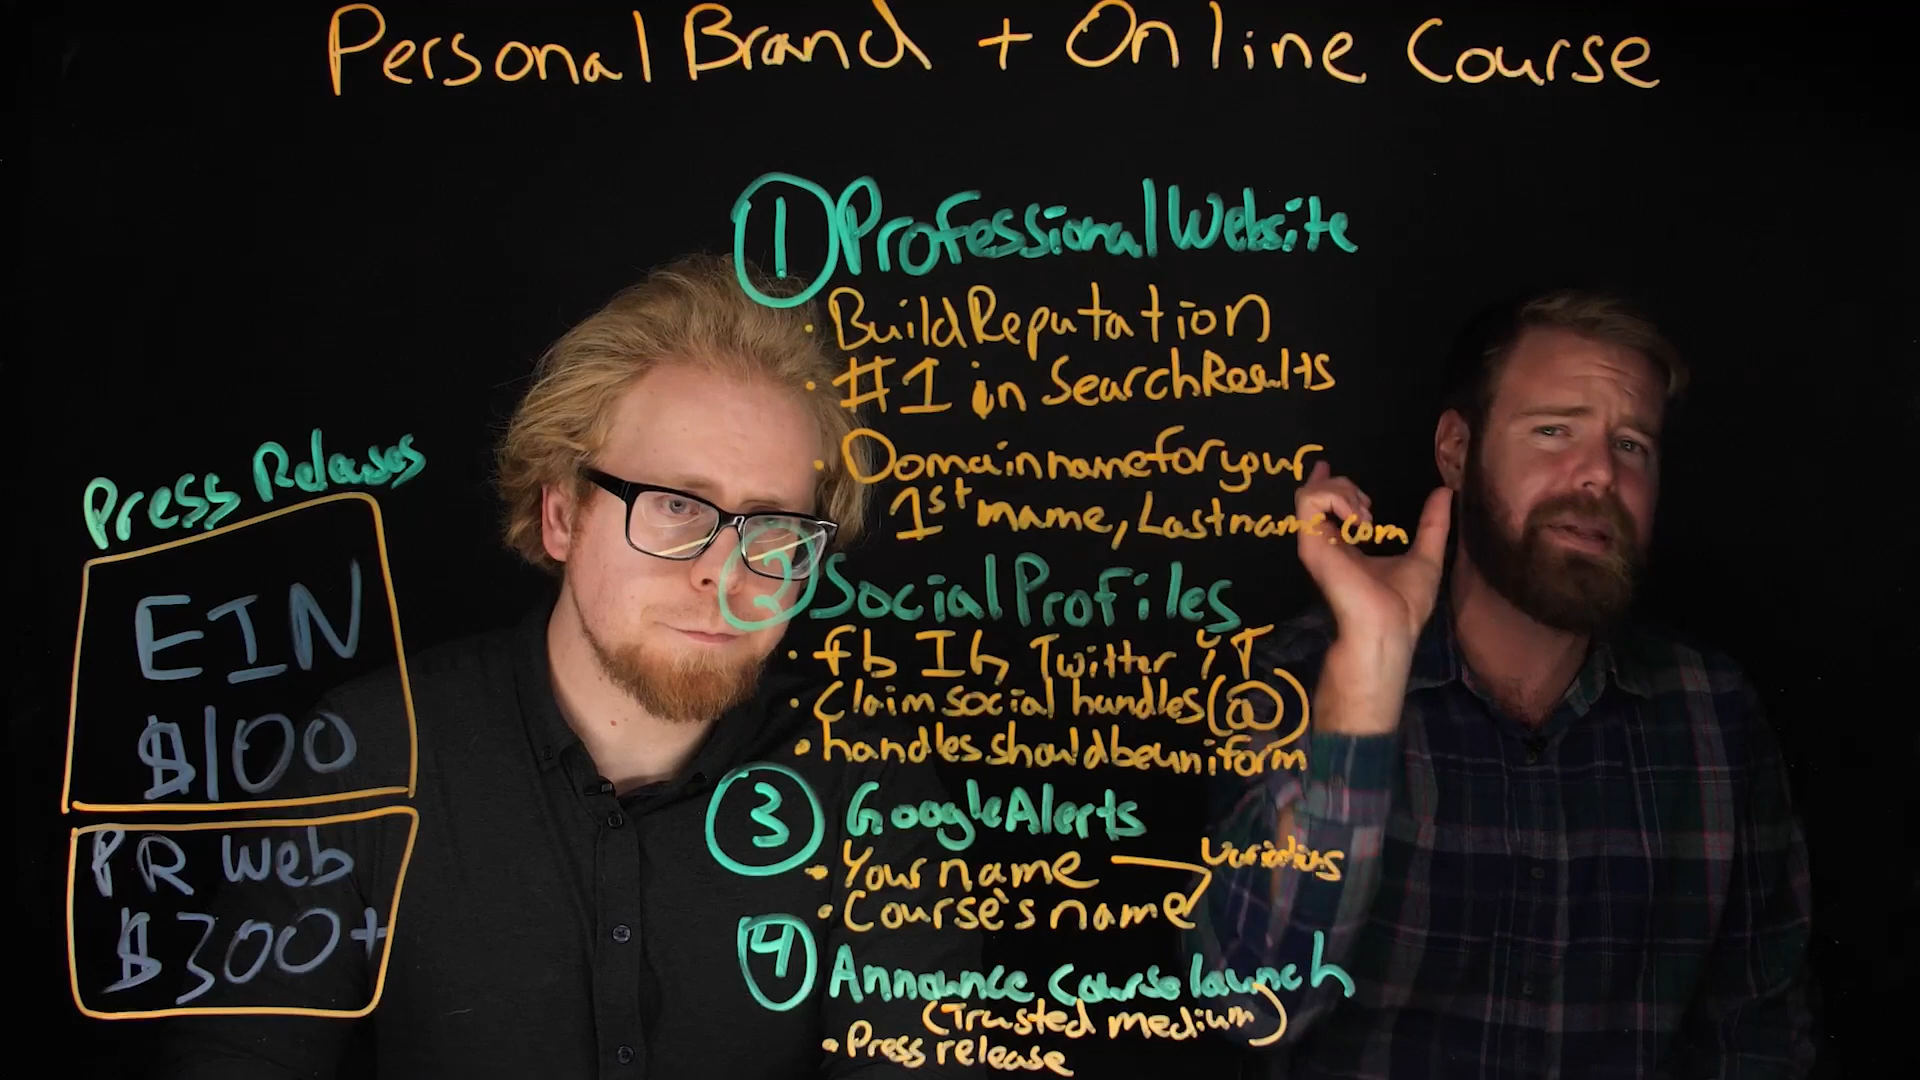 Personal Brand + Online Course
① Professional Website
• Build Reputation
• #1 in Search Results
• Domain name for your
1st name, Lastname.com
② Social Profiles
• fb IG Twitter YT
• Claim social handles (@)
• handles should be uniform
③ Google Alerts
• Your name
variations
• Course's name
④ Announce course launch
(Trusted medium)
• Press release
Press Releases
EIN
$100
PR Web
$300+